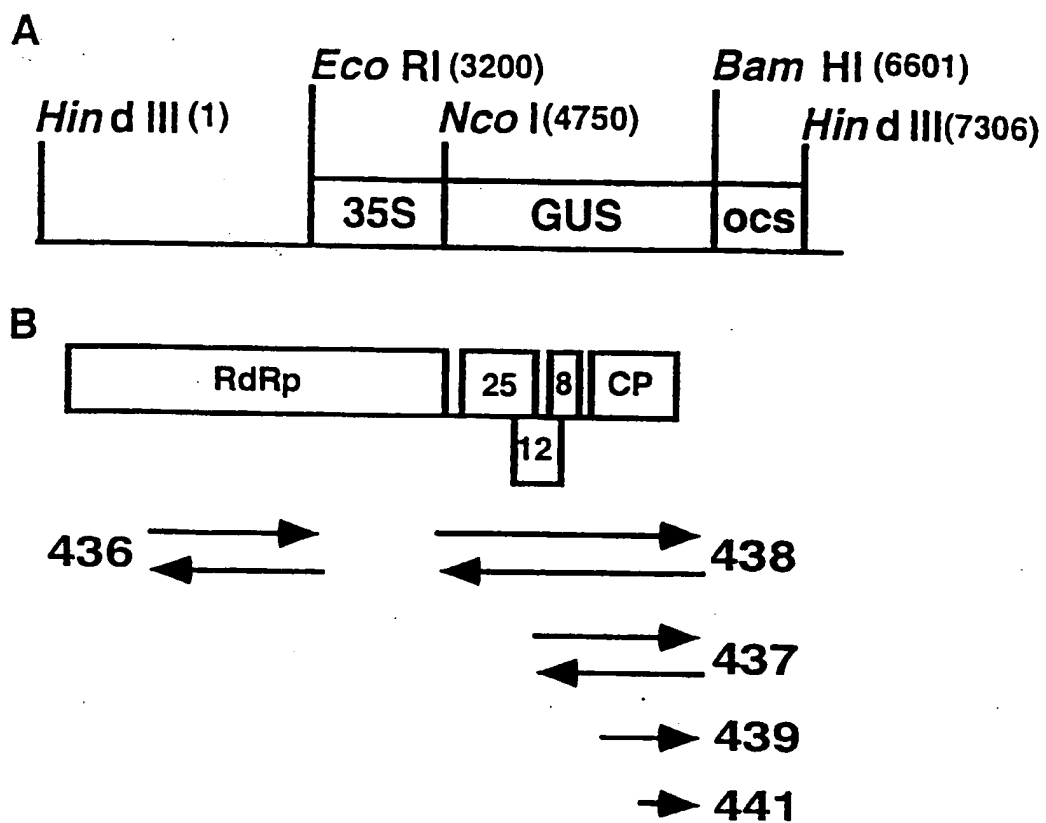 A
Eco RI (3200)
Bam HI (6601)
Hin d III (1)
Nco I (4750)
Hin d III (7306)
35S
GUS
ocs
B
RdRp
25
8
CP
12
436
438
437
439
441